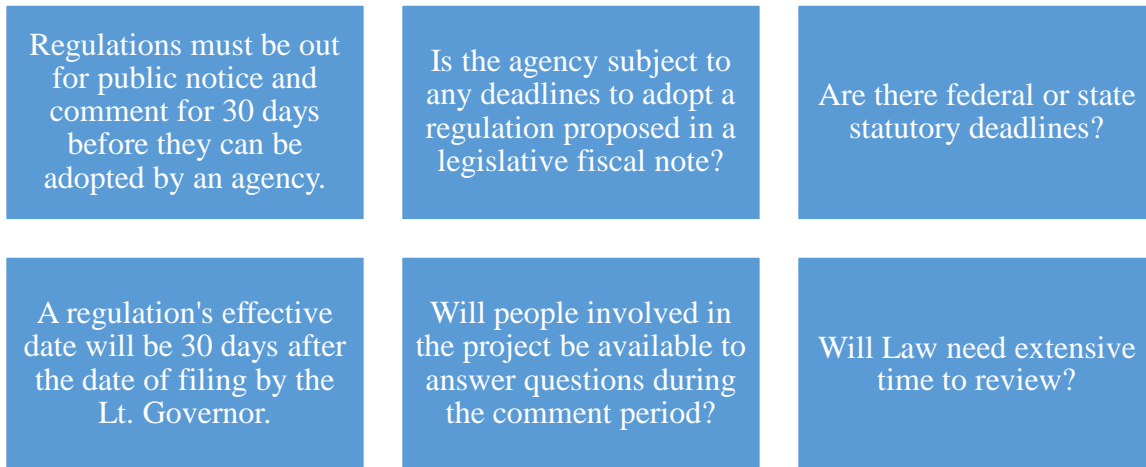 Regulations must be out
for public notice and
comment for 30 days
before they can be
adopted by an agency.
Is the agency subject to
any deadlines to adopt a
regulation proposed in a
legislative fiscal note?
Are there federal or state
statutory deadlines?
A regulation's effective
date will be 30 days after
the date of filing by the
Lt. Governor.
Will people involved in
the project be available to
answer questions during
the comment period?
Will Law need extensive
time to review?